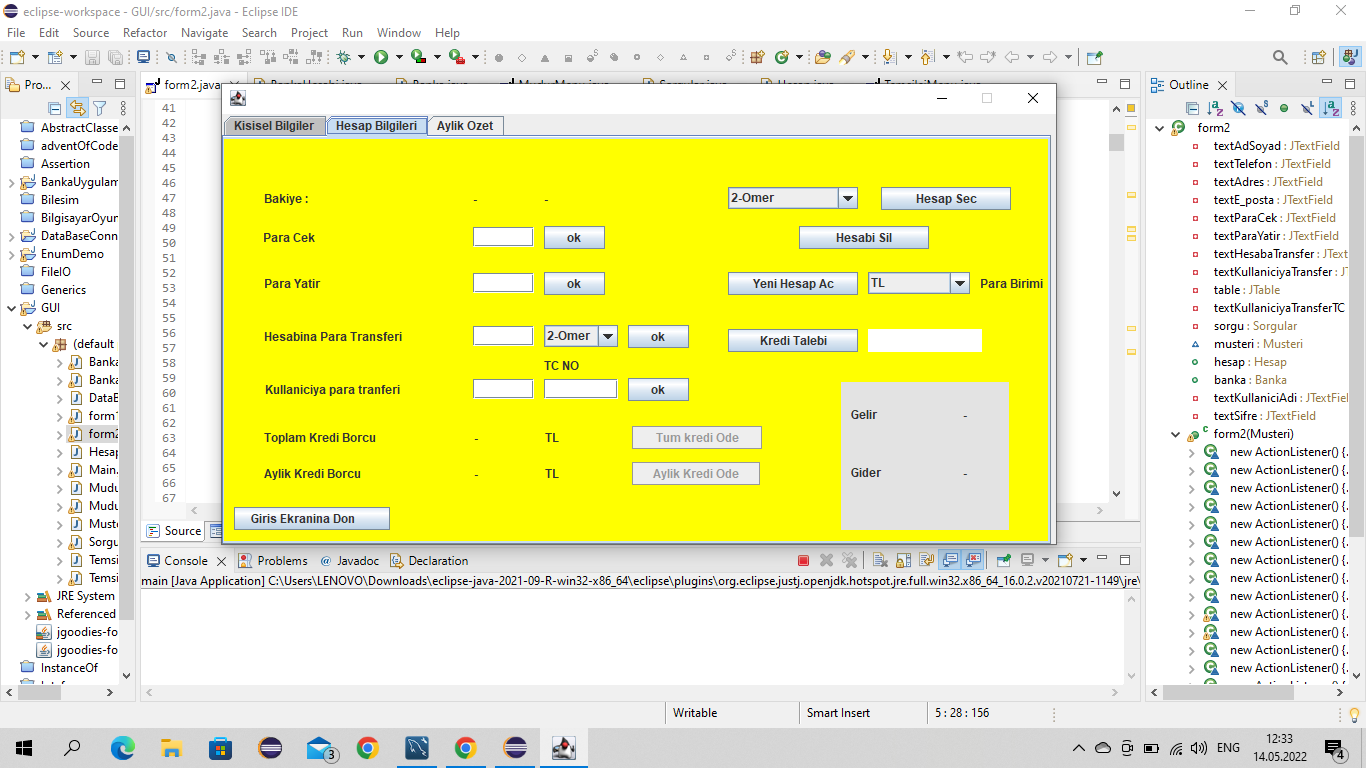 eclipse-workspace - GUI/src/form2.java - Eclipse IDE
File Edit Source Refactor Navigate Search Project Run Window Help
Pro...
form2.java
Outline
Kisisel Bilgiler Hesap Bilgileri Aylik Ozet
Bakiye : - - 2-Omer Hesap Sec
Para Cek ok Hesabi Sil
Para Yatir ok Yeni Hesap Ac TL Para Birimi
Hesabina Para Transferi 2-Omer ok Kredi Talebi
TC NO
Kullaniciya para tranferi ok
Gelir -
Toplam Kredi Borcu - TL Tum kredi Ode
Aylik Kredi Borcu - TL Aylik Kredi Ode
Gider -
Giris Ekranina Don
AbstractClasse
adventOfCode
Assertion
BankaUygulam
Bilesim
BilgisayarOyun
DataBaseConn
EnumDemo
FileIO
Generics
GUI
src
(default
Banka
Banka
DataB
form1
form2
Hesap
Main.
Mudu
Mudu
Muste
Sorgu
Temsi
Temsi
JRE System
Referenced
jgoodies-fo
jgoodies-fo
InstanceOf
41
42
43
44
45
46
47
48
49
50
51
52
53
54
55
56
57
58
59
60
61
62
63
64
65
66
67
Source
form2
textAdSoyad : JTextField
textTelefon : JTextField
textAdres : JTextField
textE_posta : JTextField
textParaCek : JTextField
textParaYatir : JTextField
textHesabaTransfer : JText
textKullaniciyaTransfer : J
table : JTable
textKullaniciyaTransferTC
sorgu : Sorgular
musteri : Musteri
hesap : Hesap
banka : Banka
textKullaniciAdi : JTextFiel
textSifre : JTextField
form2(Musteri)
new ActionListener() {.
new ActionListener() {.
new ActionListener() {.
new ActionListener() {.
new ActionListener() {.
new ActionListener() {.
new ActionListener() {.
new ActionListener() {.
new ActionListener() {.
new ActionListener() {.
new ActionListener() {.
new ActionListener() {.
new ActionListener() {.
Console Problems Javadoc Declaration
main [Java Application] C:\Users\LENOVO\Downloads\eclipse-java-2021-09-R-win32-x86_64\eclipse\plugins\org.eclipse.justj.openjdk.hotspot.jre.full.win32.x86_64_16.0.2.v20210721-1149\jre\
Writable Smart Insert 5 : 28 : 156
3
ENG
12:33
14.05.2022
4